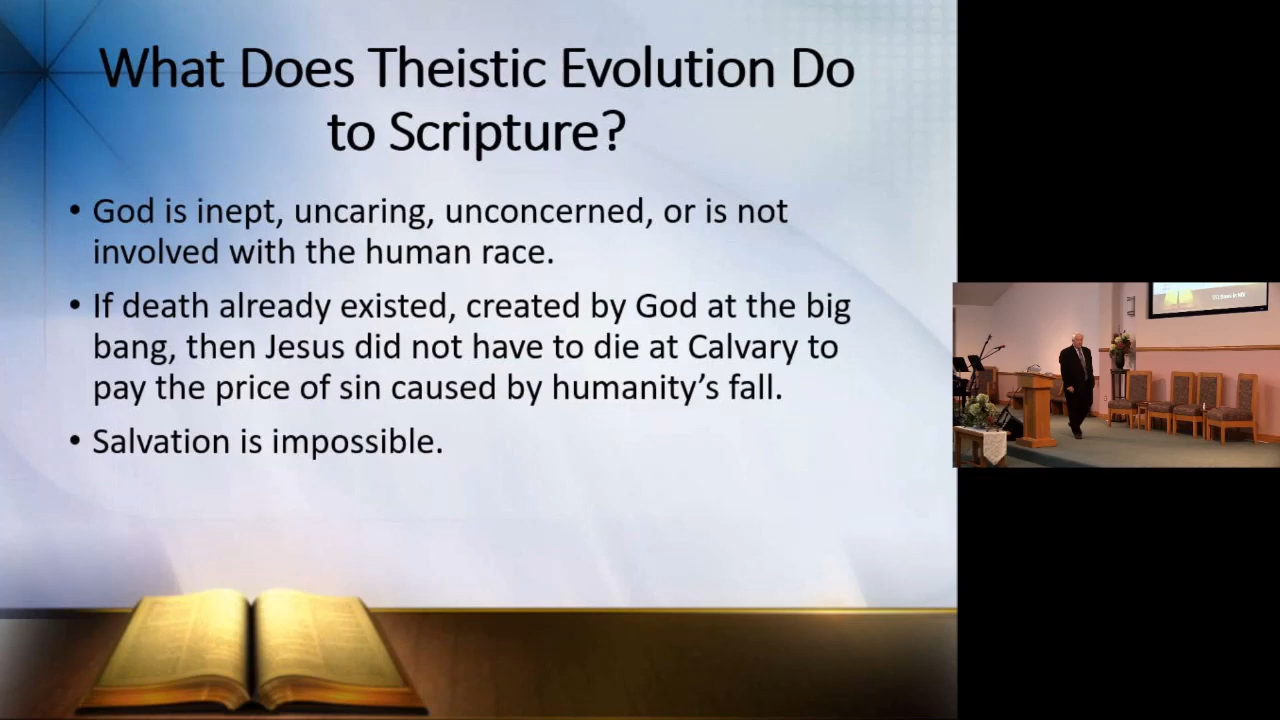 What Does Theistic Evolution Do
to Scripture?
• God is inept, uncaring, unconcerned, or is not
involved with the human race.
• If death already existed, created by God at the big
bang, then Jesus did not have to die at Calvary to
pay the price of sin caused by humanity’s fall.
• Salvation is impossible.